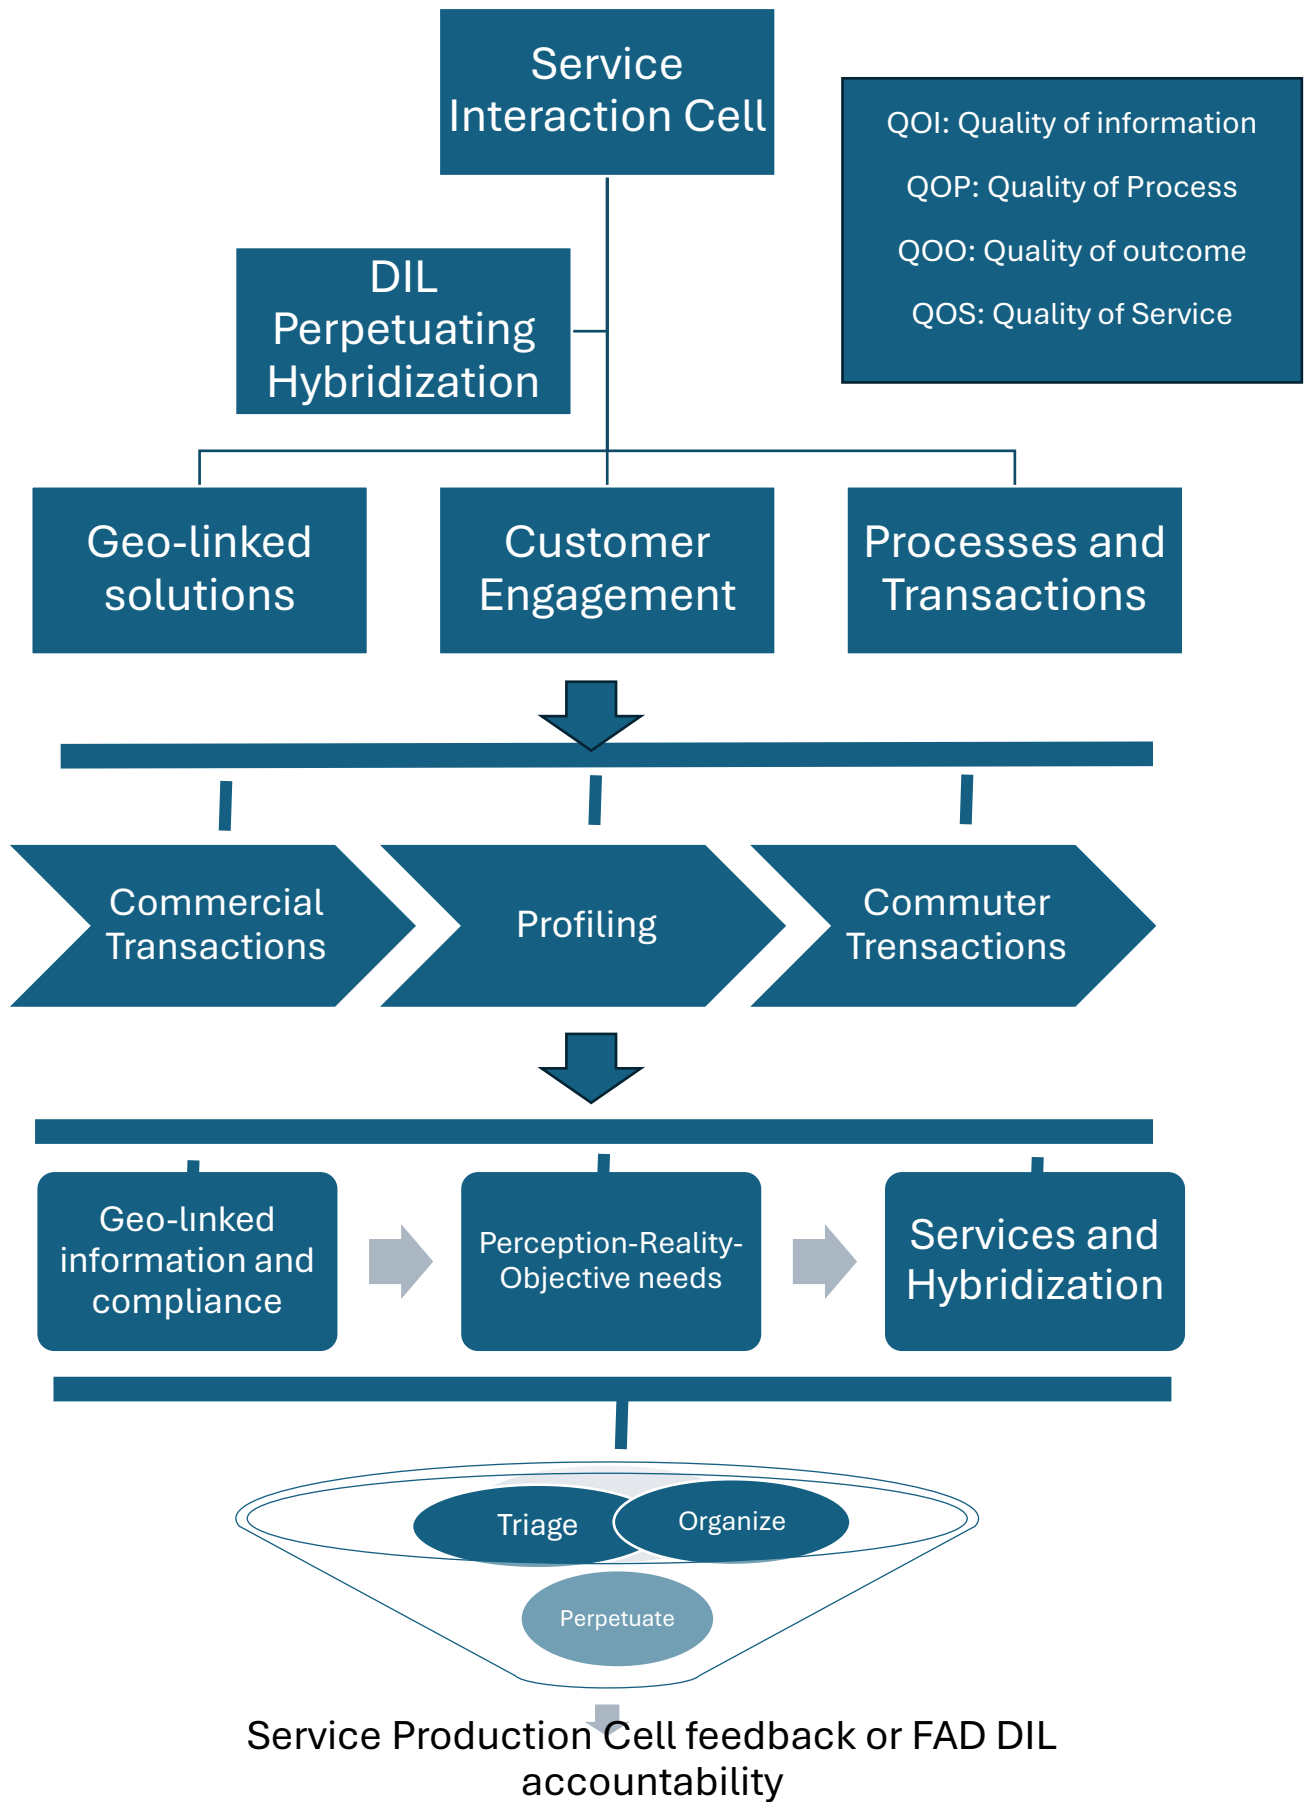 Service
Interaction Cell
QOI: Quality of information
QOP: Quality of Process
QOO: Quality of outcome
QOS: Quality of Service
DIL
Perpetuating
Hybridization
Geo-linked
solutions
Customer
Engagement
Processes and
Transactions
Commercial
Transactions
Profiling
Commuter
Trensactions
Geo-linked
information and
compliance
Perception-Reality-
Objective needs
Services and
Hybridization
Triage
Organize
Perpetuate
Service Production Cell feedback or FAD DIL
accountability